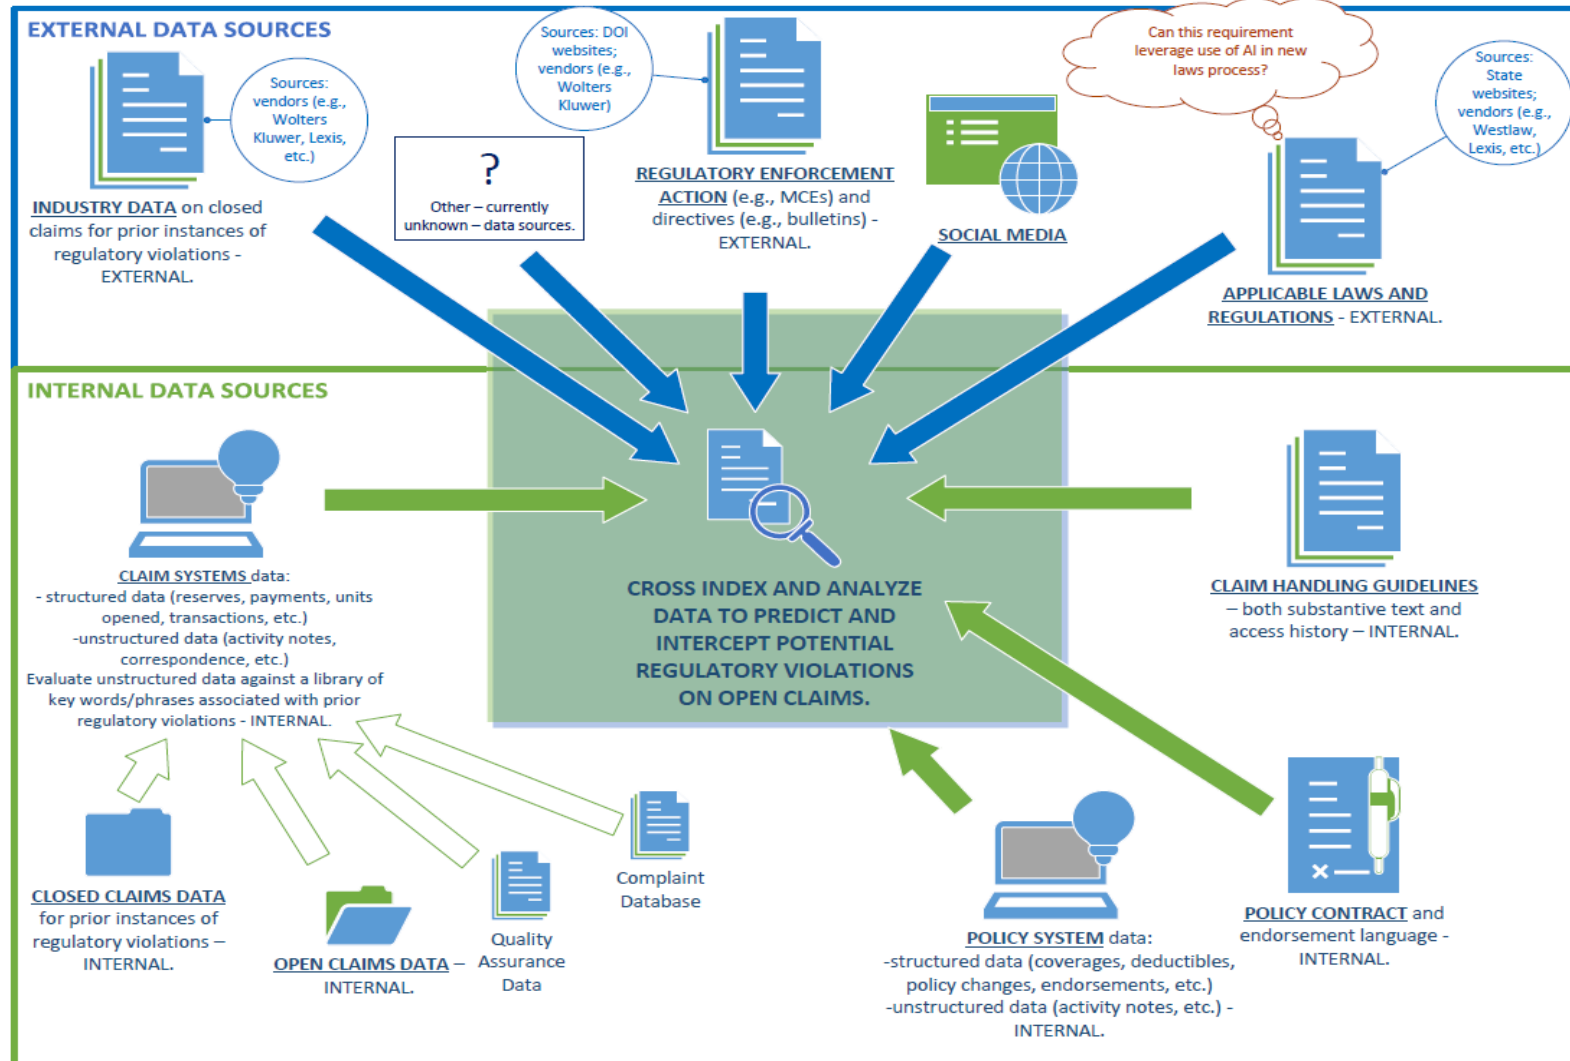 EXTERNAL DATA SOURCES
Sources:
vendors (e.g.,
Wolters
Kluwer, Lexis,
etc.)
INDUSTRY DATA on closed
claims for prior instances of
regulatory violations -
EXTERNAL.
?
Other – currently
unknown – data sources.
Sources: DOI
websites;
vendors (e.g.,
Wolters
Kluwer)
REGULATORY ENFORCEMENT
ACTION (e.g., MCEs) and
directives (e.g., bulletins) -
EXTERNAL.
SOCIAL MEDIA
Can this requirement
leverage use of AI in new
laws process?
Sources:
State
websites;
vendors (e.g.,
Westlaw,
Lexis, etc.)
APPLICABLE LAWS AND
REGULATIONS - EXTERNAL.
INTERNAL DATA SOURCES
CLAIM SYSTEMS data:
- structured data (reserves, payments, units
opened, transactions, etc.)
-unstructured data (activity notes,
correspondence, etc.)
Evaluate unstructured data against a library of
key words/phrases associated with prior
regulatory violations - INTERNAL.
CROSS INDEX AND ANALYZE
DATA TO PREDICT AND
INTERCEPT POTENTIAL
REGULATORY VIOLATIONS
ON OPEN CLAIMS.
CLAIM HANDLING GUIDELINES
– both substantive text and
access history – INTERNAL.
CLOSED CLAIMS DATA
for prior instances of
regulatory violations –
INTERNAL.
OPEN CLAIMS DATA –
INTERNAL.
Quality
Assurance
Data
Complaint
Database
POLICY SYSTEM data:
-structured data (coverages, deductibles,
policy changes, endorsements, etc.)
-unstructured data (activity notes, etc.) -
INTERNAL.
POLICY CONTRACT and
endorsement language -
INTERNAL.